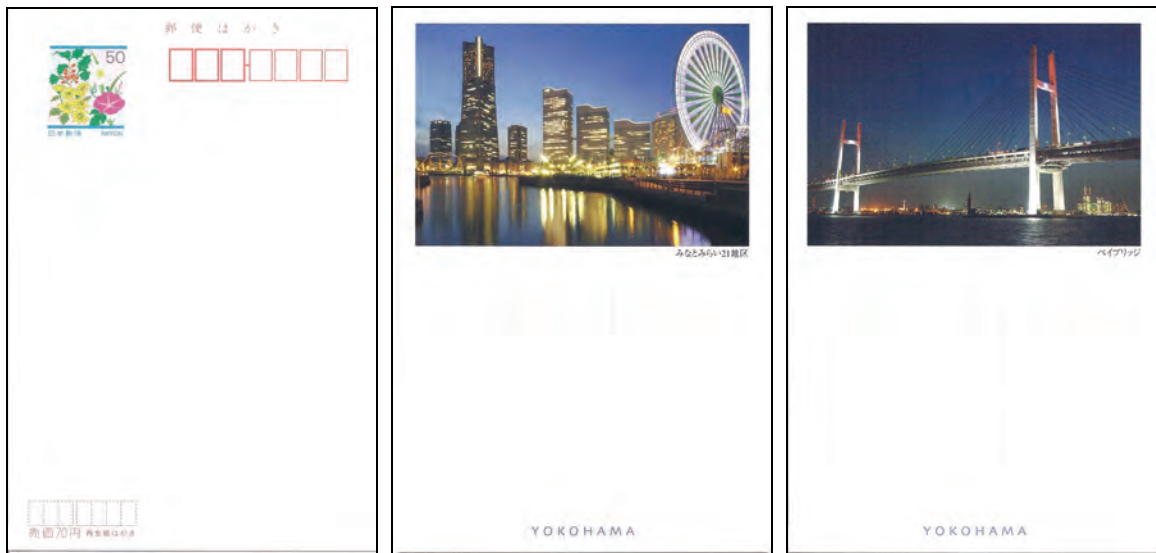 郵便はがき
50
日本郵便 NIPPON
売価70円 再生紙はがき
みなとみらい21地区
YOKOHAMA
ベイブリッジ
YOKOHAMA